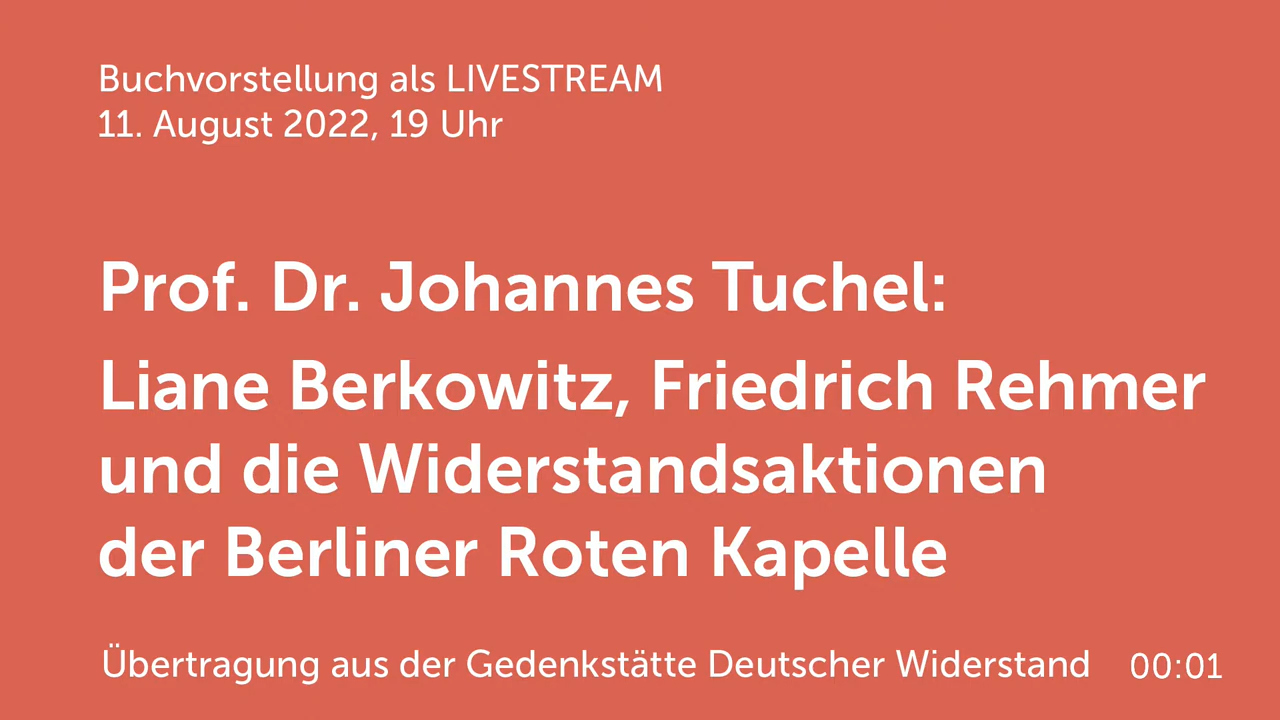 Buchvorstellung als LIVESTREAM
11. August 2022, 19 Uhr
Prof. Dr. Johannes Tuchel:
Liane Berkowitz, Friedrich Rehmer
und die Widerstandsaktionen
der Berliner Roten Kapelle
Übertragung aus der Gedenkstätte Deutscher Widerstand 00:01